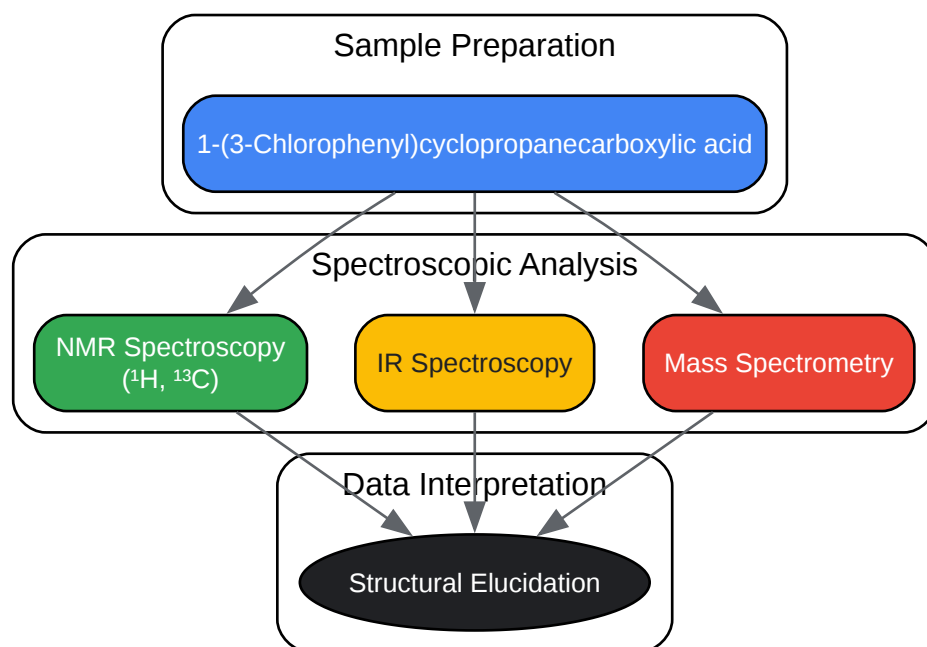 Sample Preparation
1-(3-Chlorophenyl)cyclopropanecarboxylic acid
Spectroscopic Analysis
NMR Spectroscopy
(¹H, ¹³C)
IR Spectroscopy
Mass Spectrometry
Data Interpretation
Structural Elucidation